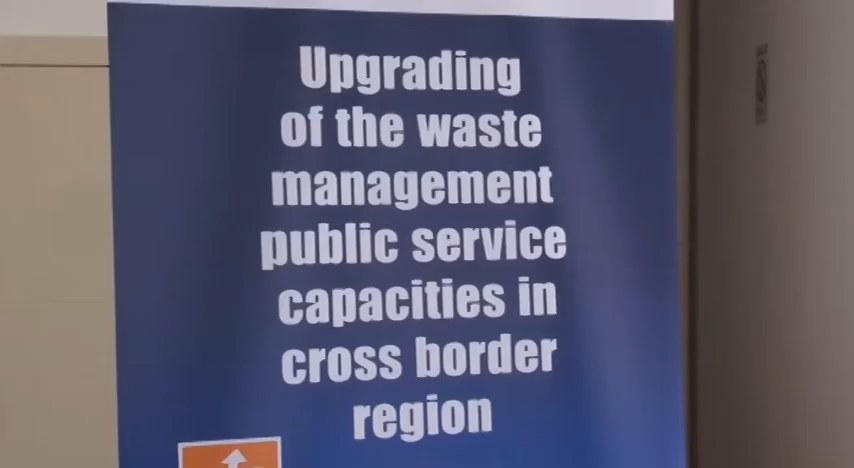 Upgrading
of the waste
management
public service
capacities in
cross border
region